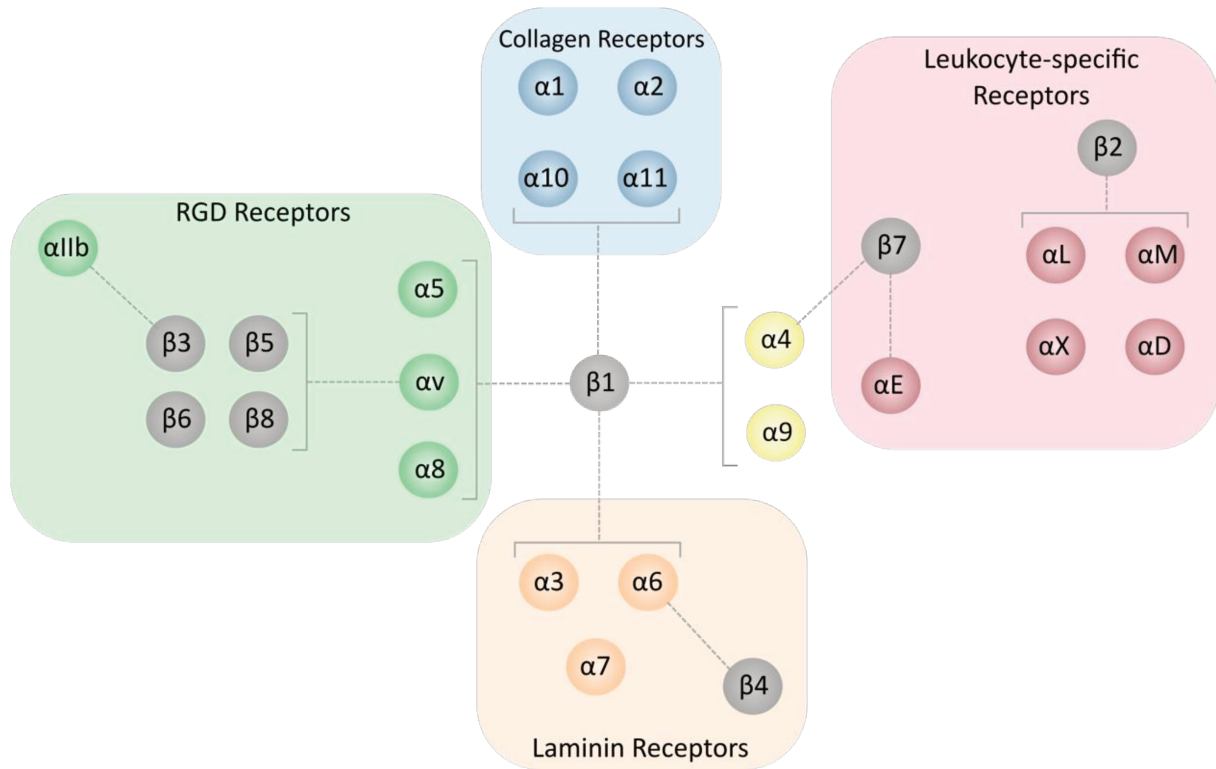 Collagen Receptors
α1 α2
α10 α11
Leukocyte-specific
Receptors
β2
β7
αL αM
αX αD
αE
RGD Receptors
αIIb
α5
β3 β5
αv
β6 β8
α8
β1
α4
α9
α3 α6
α7
β4
Laminin Receptors